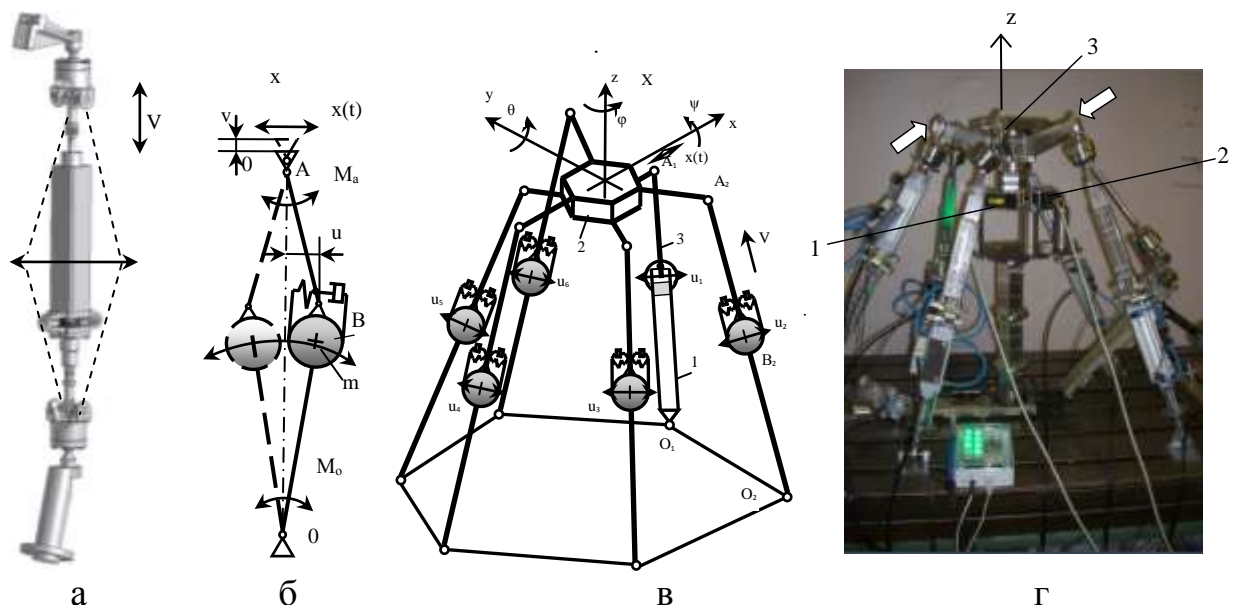 V
x
v
x(t)
0
A
Mₐ
u
B
m
Mₒ
0
z
X
y
θ
φ
ψ
x
x(t)
A₁
A₂
2
3
V
u₁
u₂
u₃
u₄
u₅
u₆
B₂
1
O₁
O₂
z
3
2
1
а
б
в
г